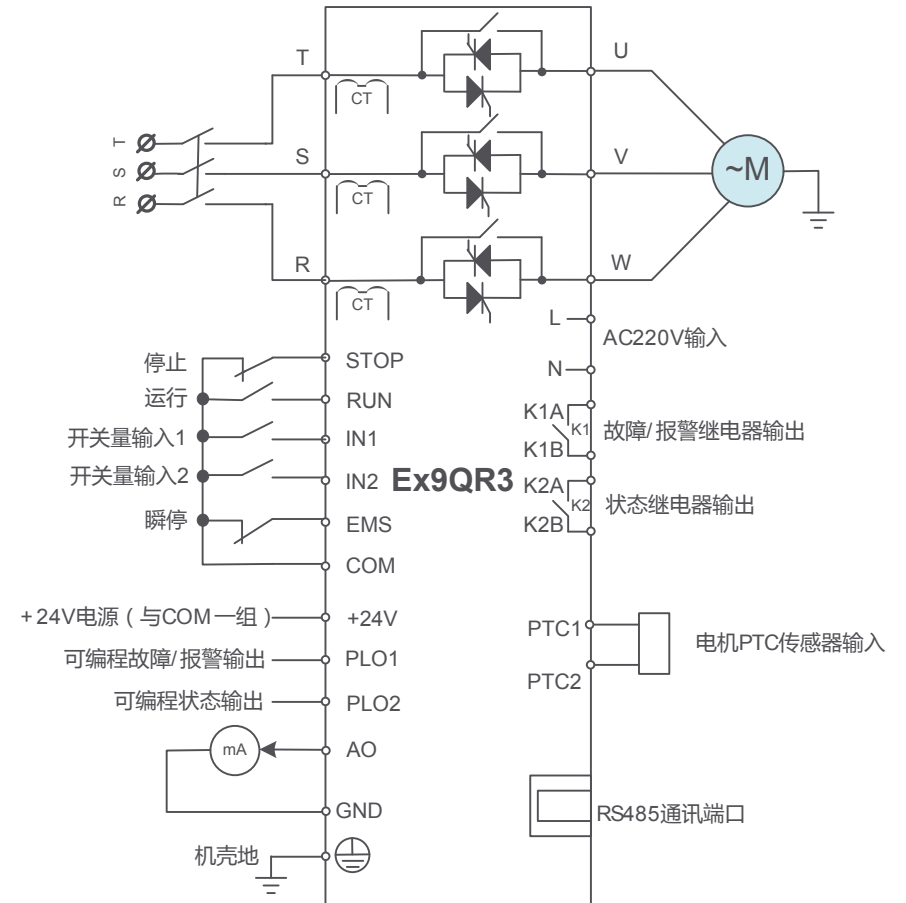 T
U
CT
T
S
R
S
V
CT
~M
R
W
CT
L
AC220V输入
N
停止
STOP
运行
RUN
K1A
K1
故障/报警继电器输出
K1B
开关量输入1
IN1
开关量输入2
IN2
Ex9QR3
K2A
K2
状态继电器输出
K2B
瞬停
EMS
COM
+24V电源(与COM一组)
+24V
PTC1
电机PTC传感器输入
PTC2
可编程故障/报警输出
PLO1
可编程状态输出
PLO2
mA
AO
GND
RS485通讯端口
机壳地